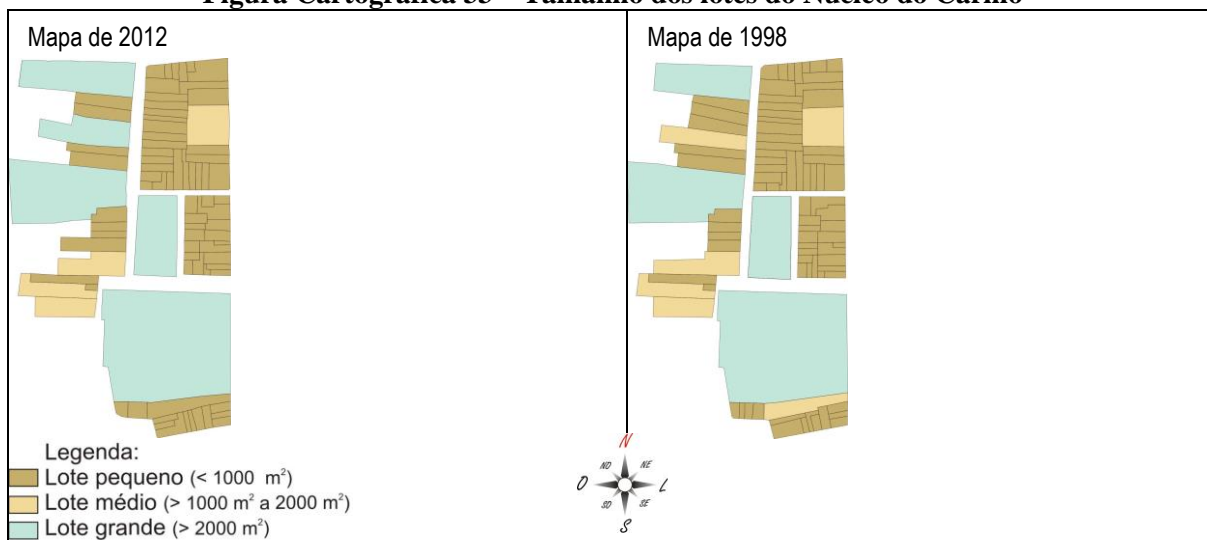 Figura Cartográfica 33 – Tamanho dos lotes do Núcleo do Carmo
Mapa de 2012
Mapa de 1998
Legenda:
Lote pequeno (< 1000 m²)
Lote médio (> 1000 m² a 2000 m²)
Lote grande (> 2000 m²)
N
NO NE
O L
SO SE
S